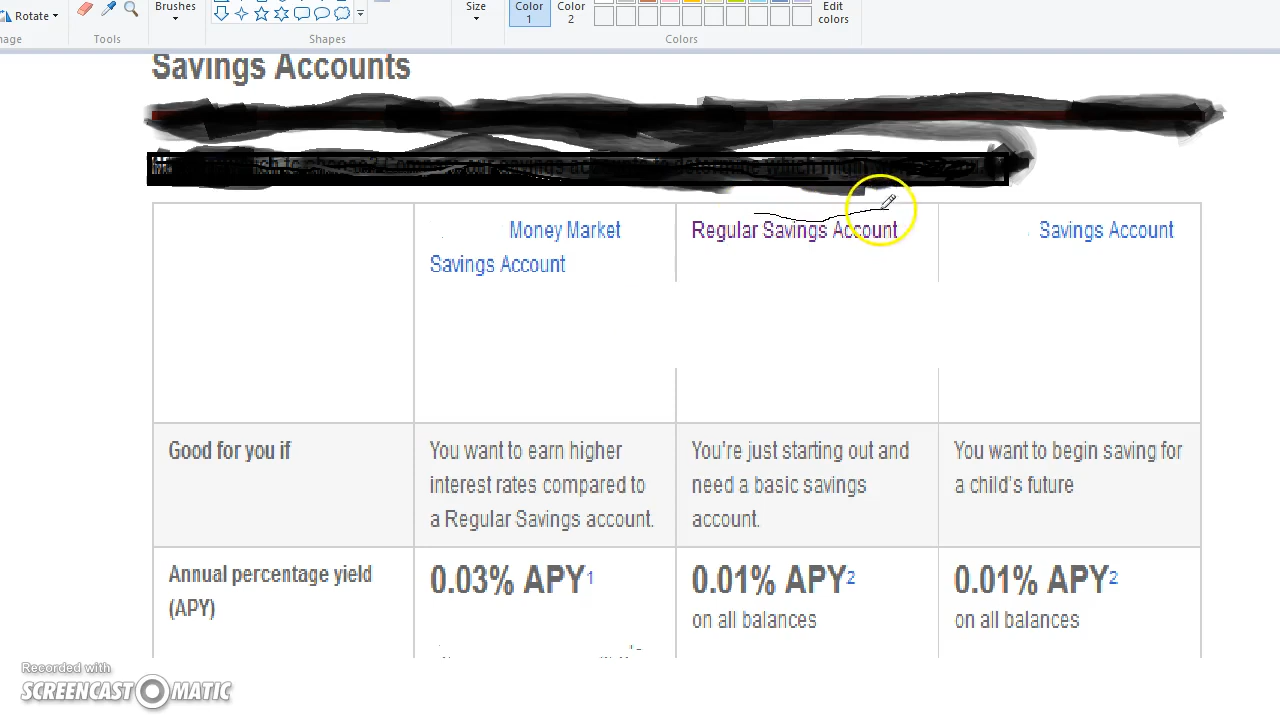 Rotate
Brushes
Size
Color
1
Color
2
Edit
colors
Tools
Shapes
Colors
Savings Accounts
Money Market
Savings Account
Regular Savings Account
Savings Account
Good for you if
You want to earn higher
interest rates compared to
a Regular Savings account.
You're just starting out and
need a basic savings
account.
You want to begin saving for
a child's future
Annual percentage yield
(APY)
0.03% APY1
0.01% APY2
on all balances
0.01% APY2
on all balances
Recorded with
SCREENCAST-O-MATIC